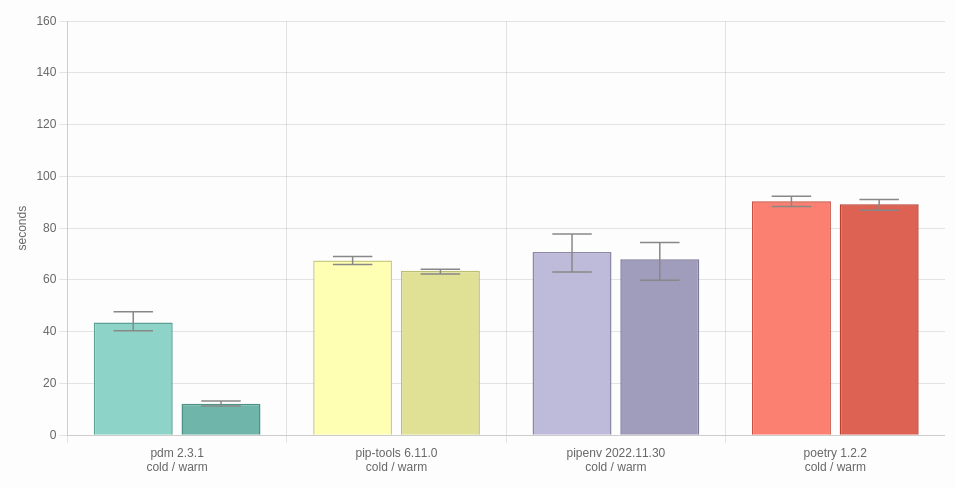 160
140
120
100
80
60
40
20
0
seconds
pdm 2.3.1
cold / warm
pip-tools 6.11.0
cold / warm
pipenv 2022.11.30
cold / warm
poetry 1.2.2
cold / warm